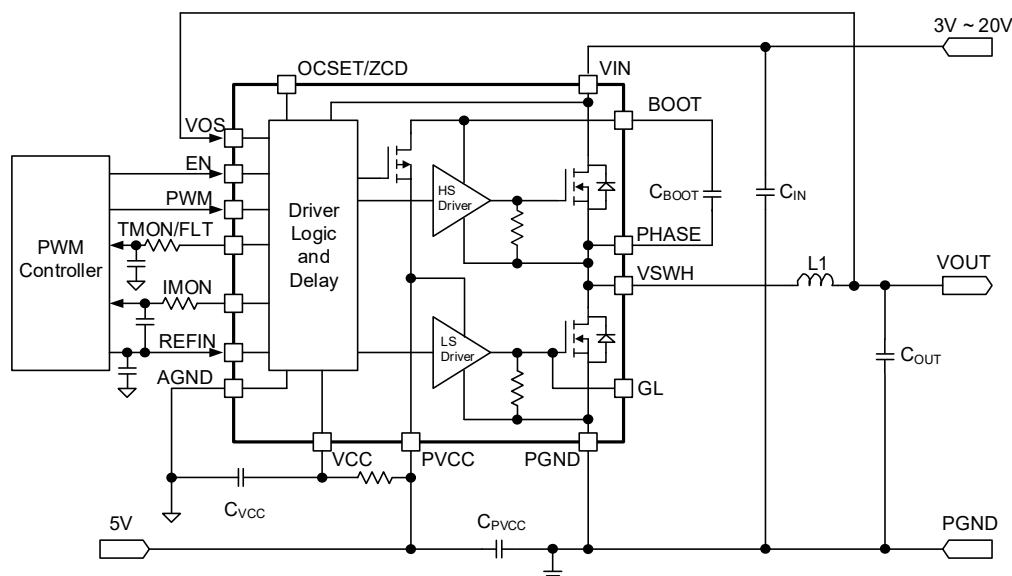 3V ~ 20V
OCSET/ZCD
VIN
BOOT
VOS
EN
PWM
TMON/FLT
IMON
REFIN
AGND
PWM
Controller
Driver
Logic
and
Delay
HS
Driver
LS
Driver
CBOOT
CIN
PHASE
VSWH
L1
VOUT
COUT
GL
VCC
PVCC
PGND
CVCC
5V
CPVCC
PGND